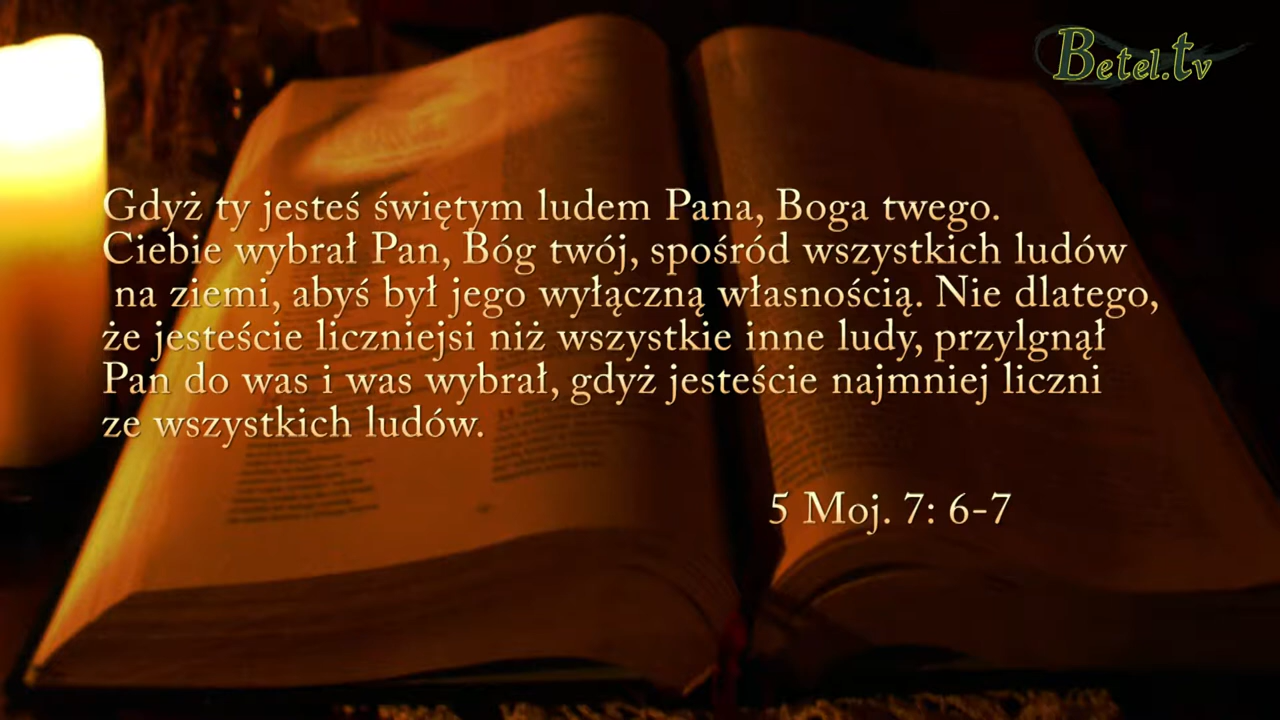 Betel.tv
Gdyż ty jesteś świętym ludem Pana, Boga twego.
Ciebie wybrał Pan, Bóg twój, spośród wszystkich ludów
na ziemi, abyś był jego wyłączną własnością. Nie dlatego,
że jesteście liczniejsi niż wszystkie inne ludy, przylgnął
Pan do was i was wybrał, gdyż jesteście najmniej liczni
ze wszystkich ludów.
5 Moj. 7: 6-7